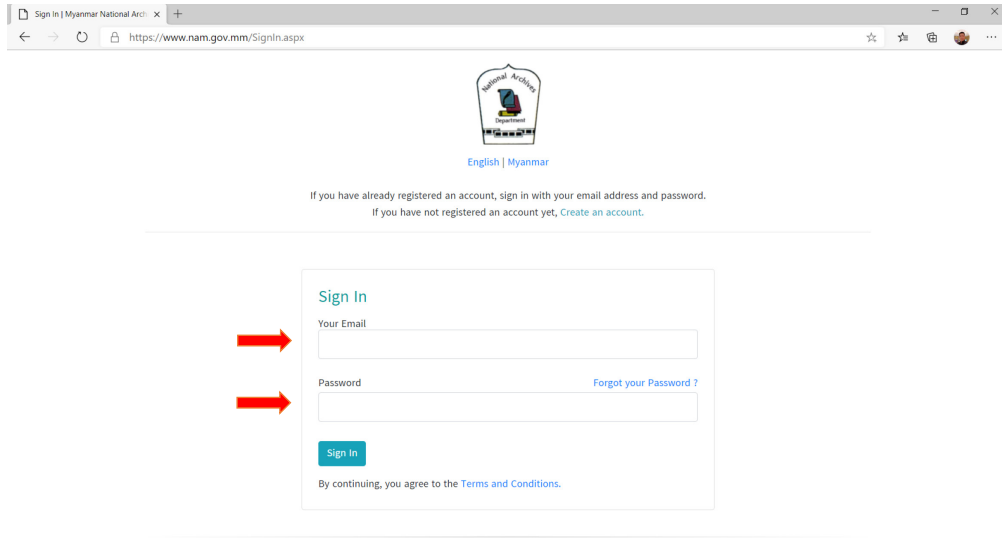 Sign In | Myanmar National Arch
https://www.nam.gov.mm/SignIn.aspx
National Archives
Department
English | Myanmar
If you have already registered an account, sign in with your email address and password.
If you have not registered an account yet, Create an account.
Sign In
Your Email
Password
Forgot your Password ?
Sign In
By continuing, you agree to the Terms and Conditions.